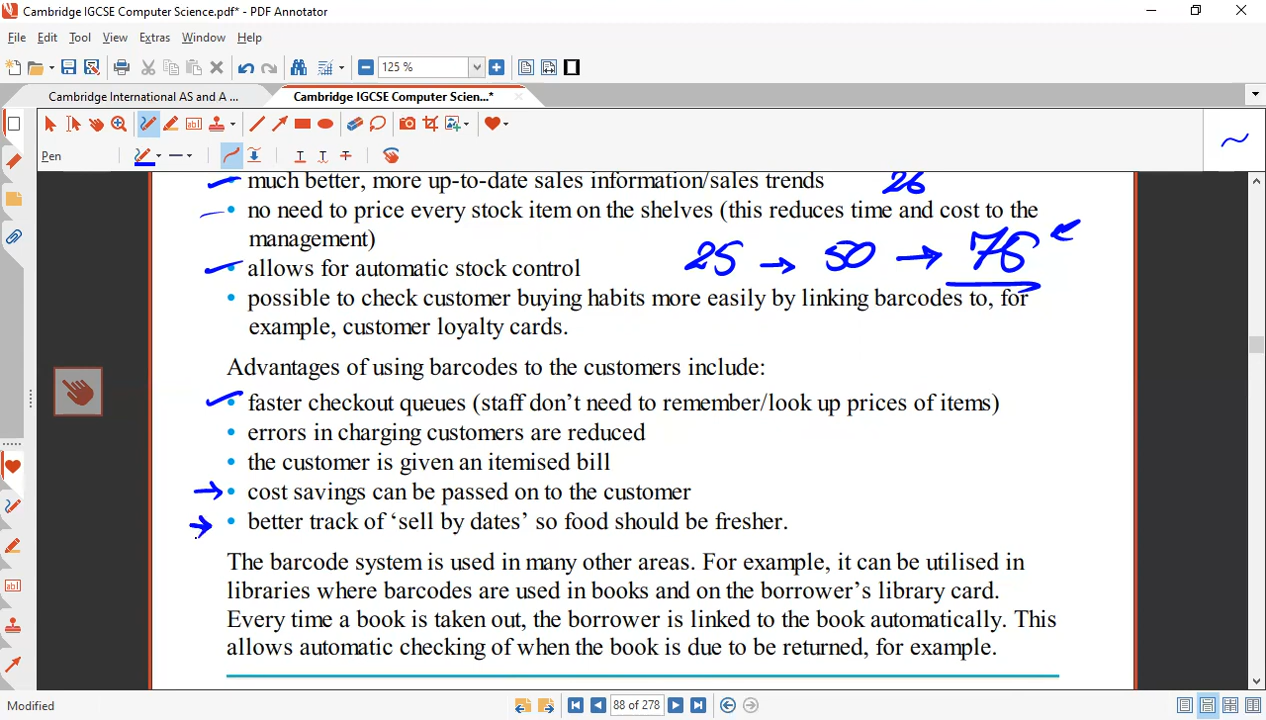 Cambridge IGCSE Computer Science.pdf* - PDF Annotator
File Edit Tool View Extras Window Help
125 %
Cambridge International AS and A ...
Cambridge IGCSE Computer Scien...*
Pen
much better, more up-to-date sales information/sales trends
26
• no need to price every stock item on the shelves (this reduces time and cost to the
management)
25 → 50 → 76
allows for automatic stock control
• possible to check customer buying habits more easily by linking barcodes to, for
example, customer loyalty cards.
Advantages of using barcodes to the customers include:
• faster checkout queues (staff don't need to remember/look up prices of items)
• errors in charging customers are reduced
• the customer is given an itemised bill
→ • cost savings can be passed on to the customer
→ • better track of ‘sell by dates’ so food should be fresher.
The barcode system is used in many other areas. For example, it can be utilised in
libraries where barcodes are used in books and on the borrower’s library card.
Every time a book is taken out, the borrower is linked to the book automatically. This
allows automatic checking of when the book is due to be returned, for example.
Modified
88 of 278